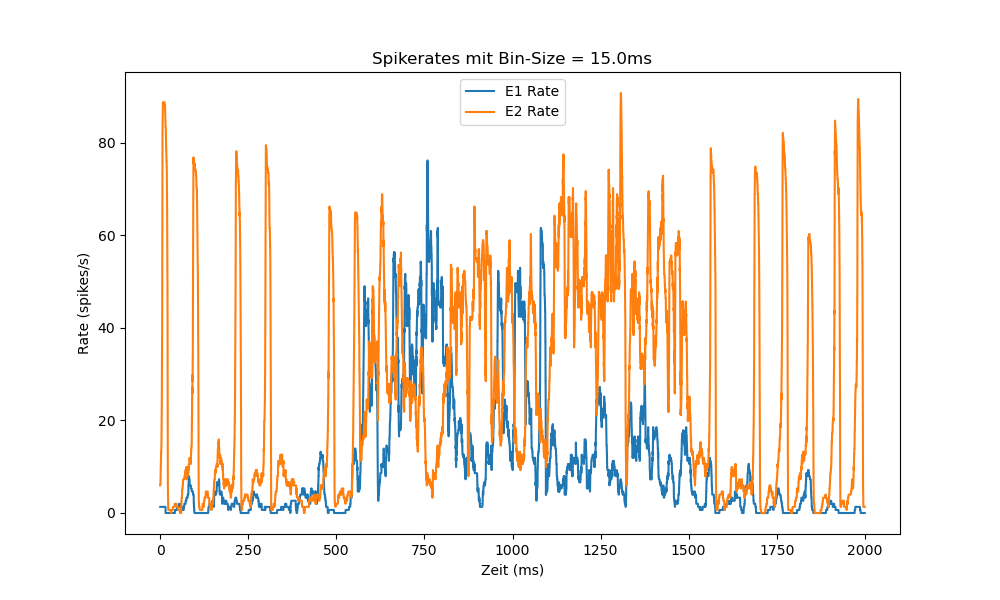 Spikerates mit Bin-Size = 15.0ms
E1 Rate
E2 Rate
80
60
40
20
0
Rate (spikes/s)
0 250 500 750 1000 1250 1500 1750 2000
Zeit (ms)